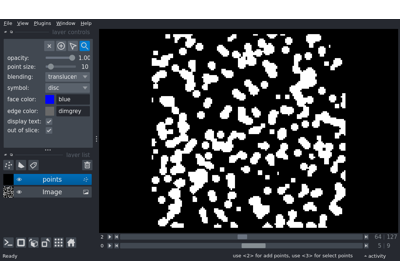 File View Plugins Window Help
layer controls
opacity: 1.00
point size: 10
blending: translucen
symbol: disc
face color: blue
edge color: dimgrey
display text:
out of slice:
layer list
points
Image
2 64 127
0 5 9
Ready use <2> for add points, use <3> for select points activity